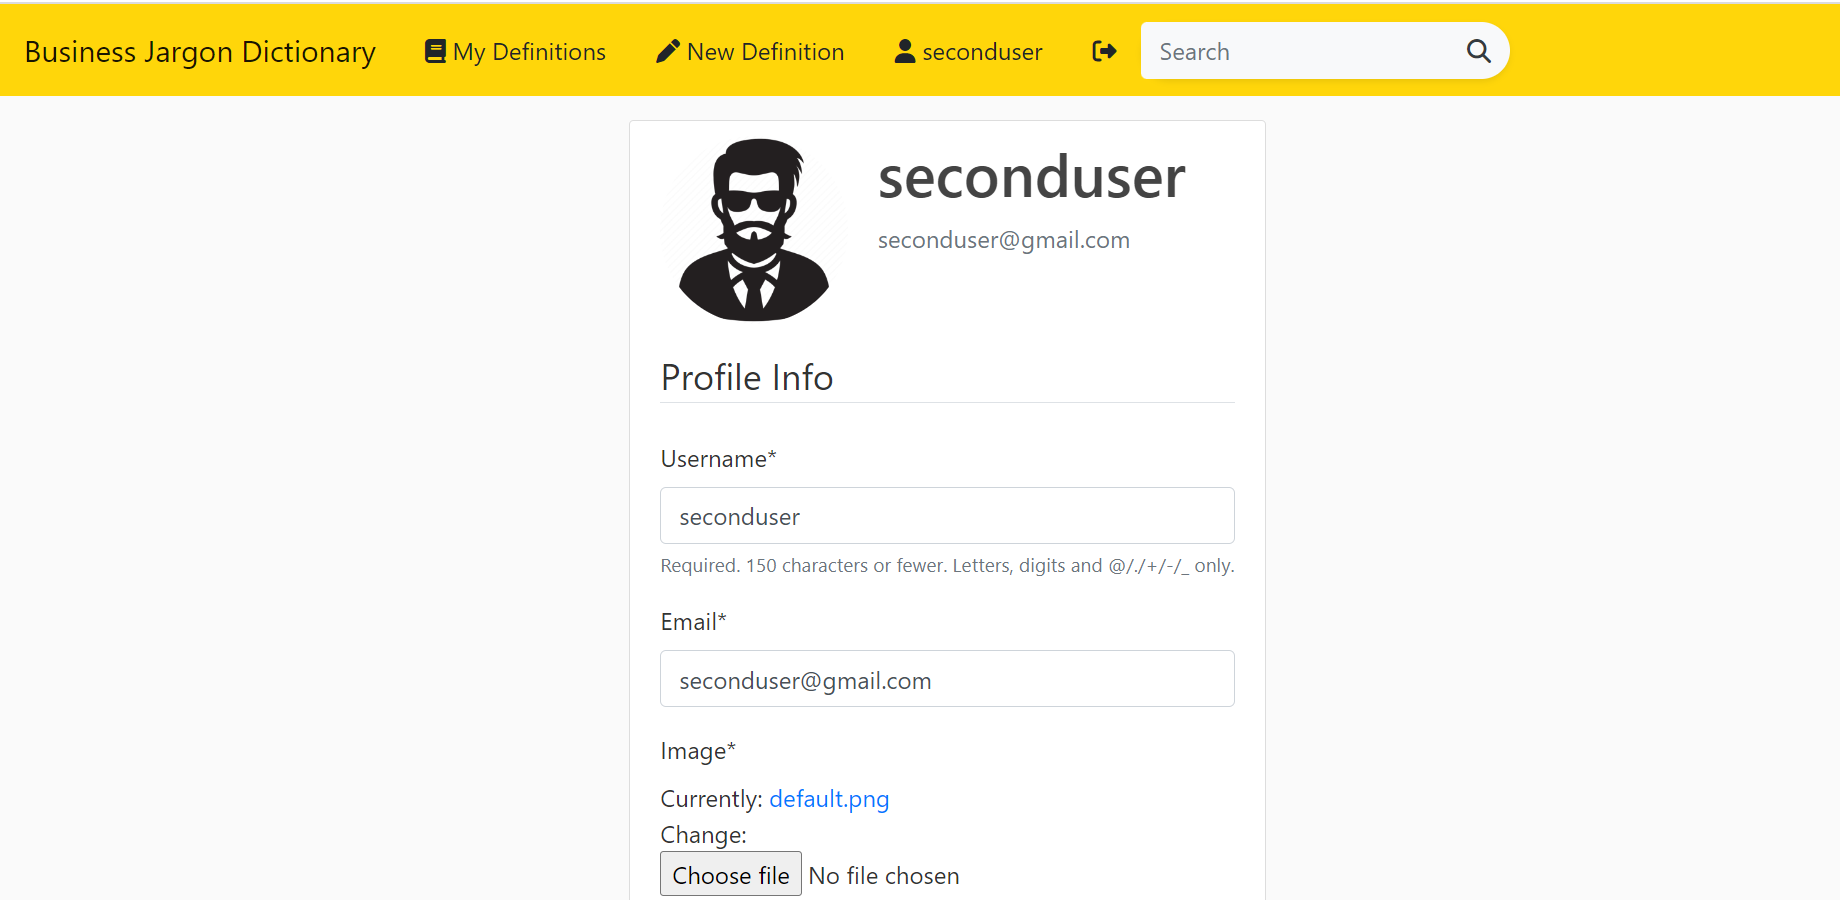 Business Jargon Dictionary My Definitions New Definition seconduser Search
seconduser
seconduser@gmail.com
Profile Info
Username*
seconduser
Required. 150 characters or fewer. Letters, digits and @/./+/-/_ only.
Email*
seconduser@gmail.com
Image*
Currently: default.png
Change:
Choose file No file chosen